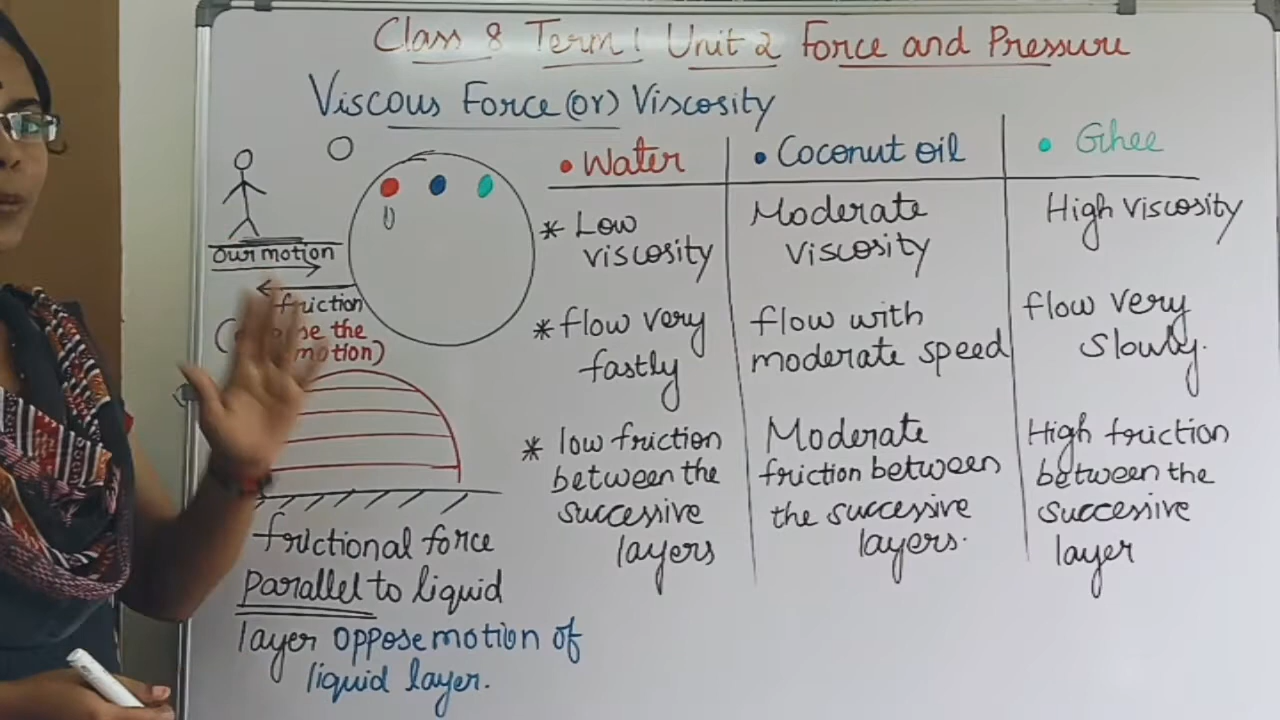 Class 8 Term 1 Unit 2 Force and Pressure
Viscous Force (or) Viscosity
our motion
friction
the
motion)
frictional force
parallel to liquid
layer oppose motion of
liquid layer.
• Water
* Low
viscosity
* flow very
fastly
* low friction
between the
successive
layers
• Coconut oil
Moderate
viscosity
flow with
moderate speed
Moderate
friction between
the successive
layers.
• Ghee
High viscosity
flow very
slowly.
High friction
between the
successive
layer